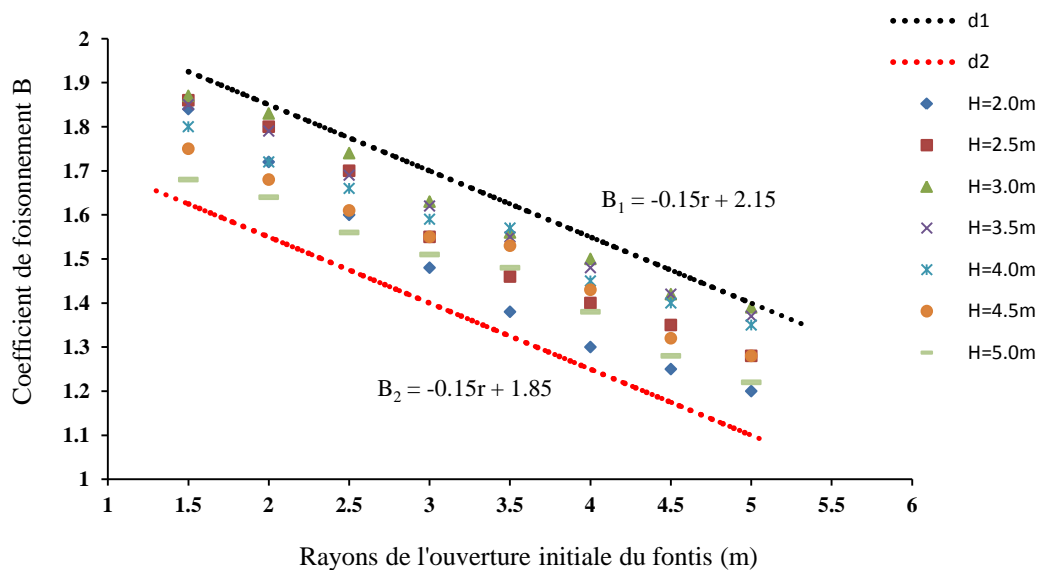 Coefficient de foisonnement B
2
1.9
1.8
1.7
1.6
1.5
1.4
1.3
1.2
1.1
1
1
1.5
2
2.5
3
3.5
4
4.5
5
5.5
6
Rayons de l'ouverture initiale du fontis (m)
B1 = -0.15r + 2.15
B2 = -0.15r + 1.85
d1
d2
H=2.0m
H=2.5m
H=3.0m
H=3.5m
H=4.0m
H=4.5m
H=5.0m